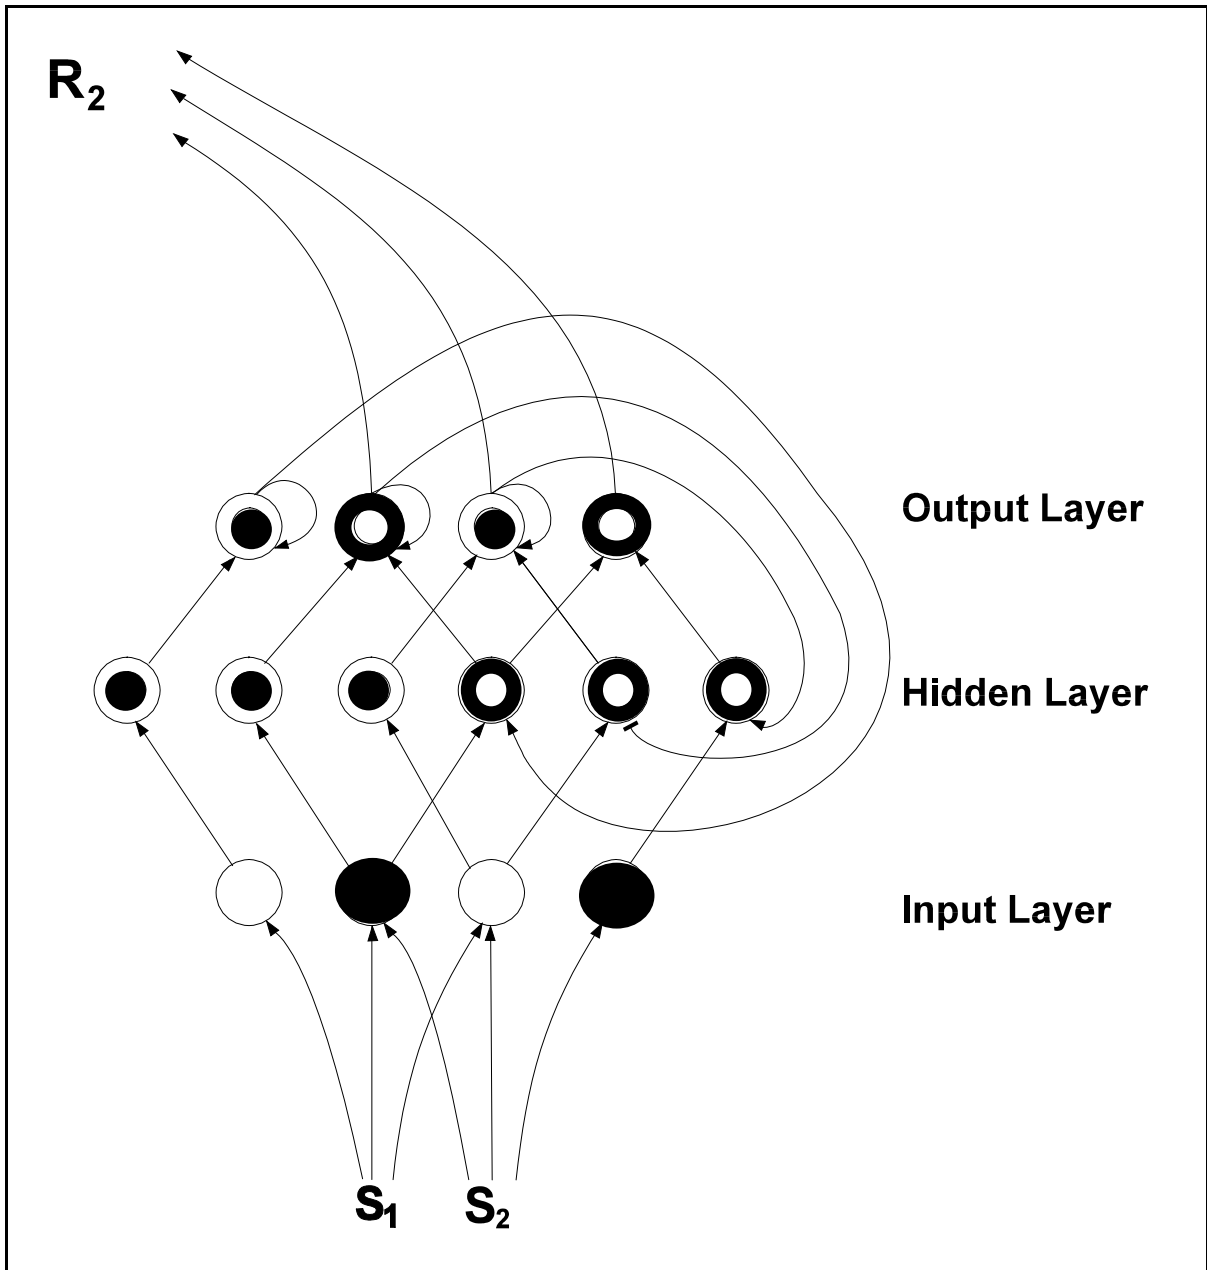 R₂
Output Layer
Hidden Layer
Input Layer
S₁ S₂